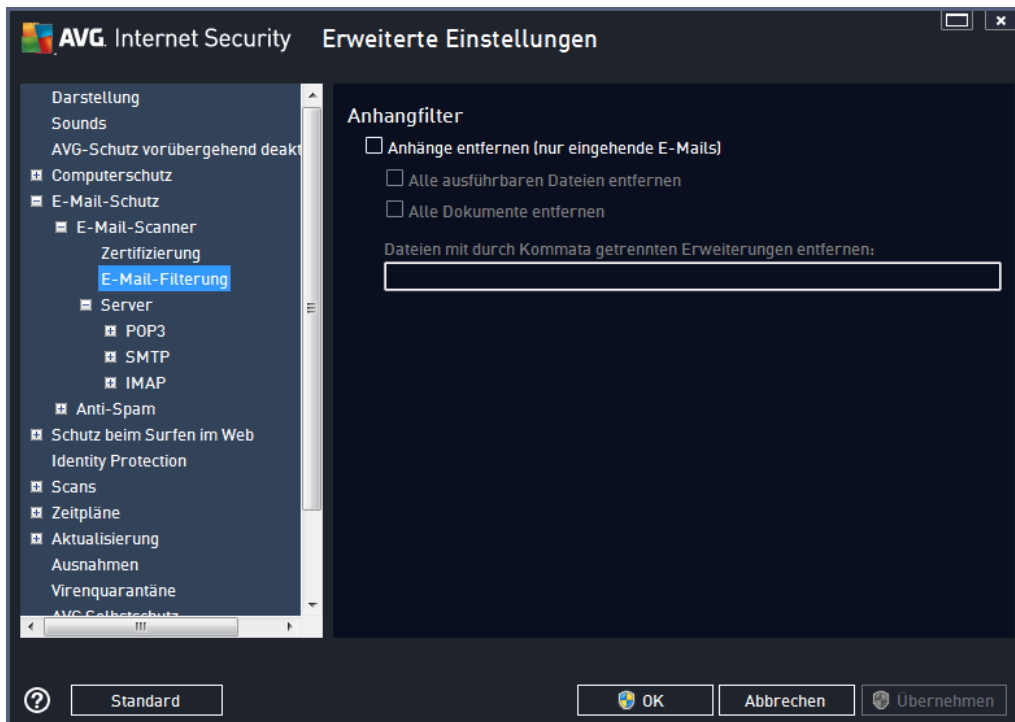 AVG. Internet Security Erweiterte Einstellungen
Darstellung
Sounds
AVG-Schutz vorübergehend deakt
Computerschutz
E-Mail-Schutz
E-Mail-Scanner
Zertifizierung
E-Mail-Filterung
Server
POP3
SMTP
IMAP
Anti-Spam
Schutz beim Surfen im Web
Identity Protection
Scans
Zeitpläne
Aktualisierung
Ausnahmen
Virenquarantäne
AVG Selbstschutz
Anhangfilter
Anhänge entfernen (nur eingehende E-Mails)
Alle ausführbaren Dateien entfernen
Alle Dokumente entfernen
Dateien mit durch Kommata getrennten Erweiterungen entfernen:
? Standard OK Abbrechen Übernehmen